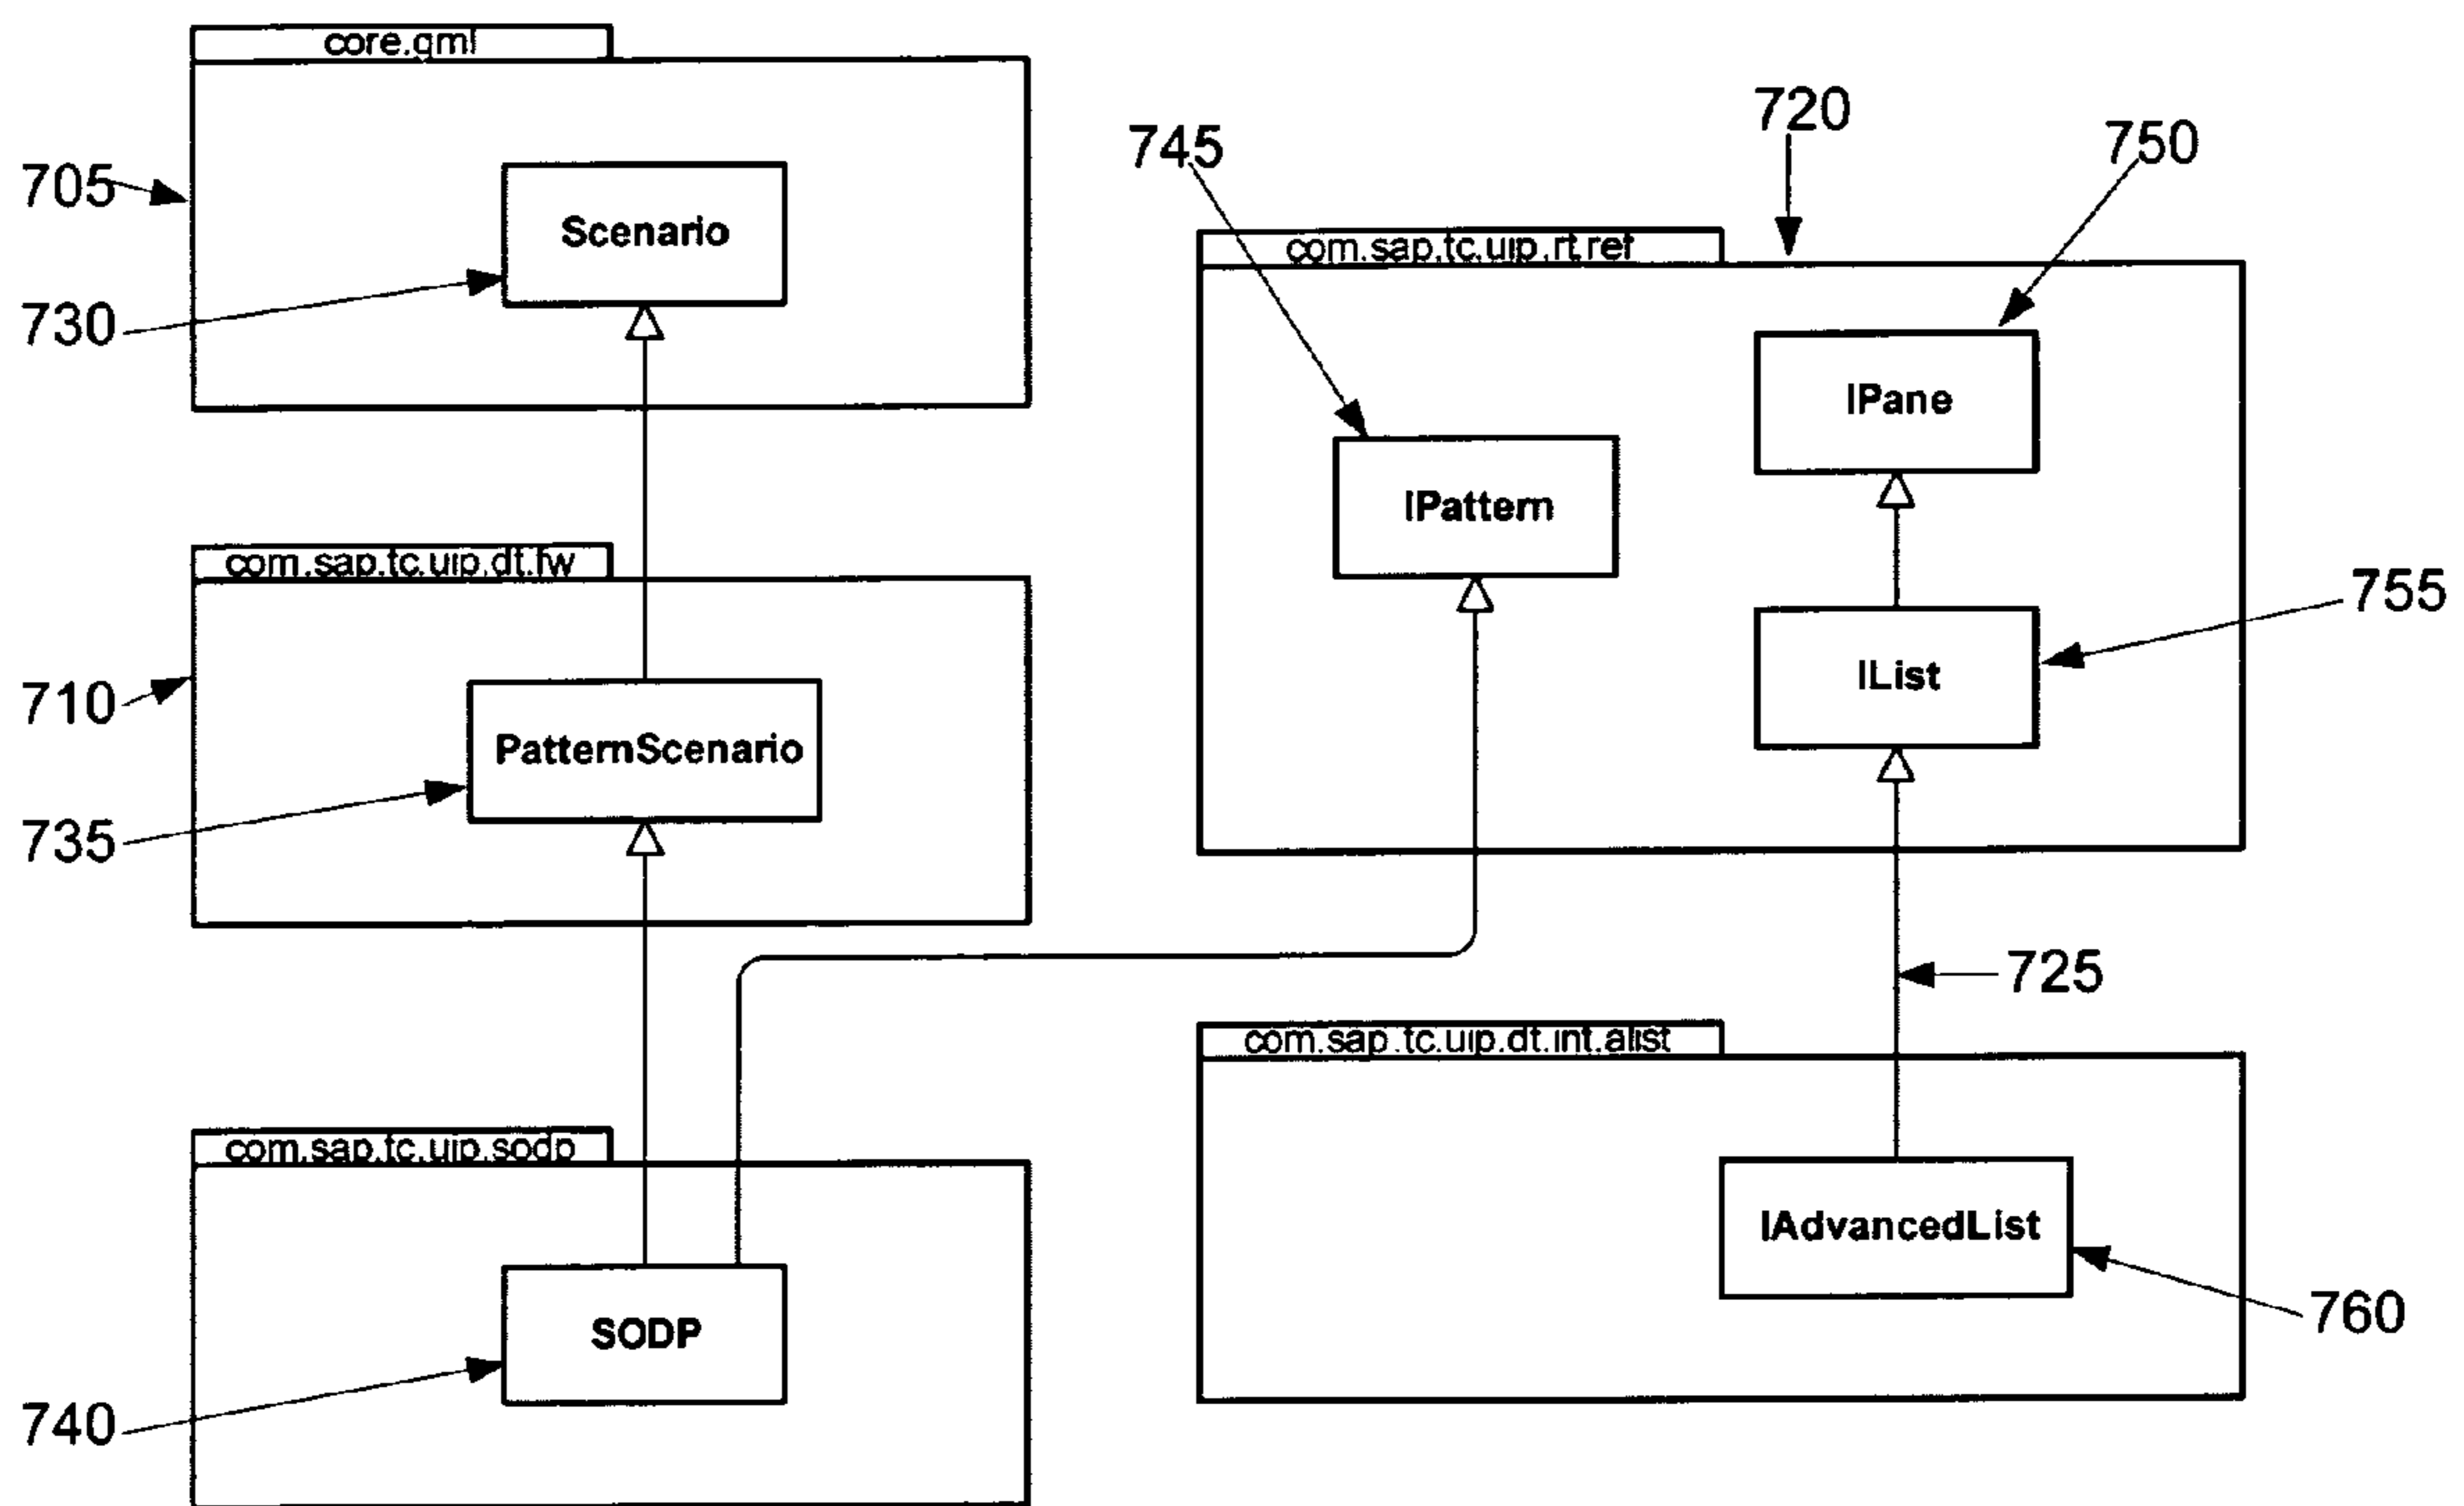 core.gml
705
Scenario
730
com.sap.tc.uip.dt.fw
710
PatternScenario
735
com.sap.tc.uip.sodp
SODP
740
720
745
750
com.sap.tc.uip.rt.ref
IPane
IPattern
755
IList
725
com.sap.tc.uip.dt.int.alist
IAdvancedList
760